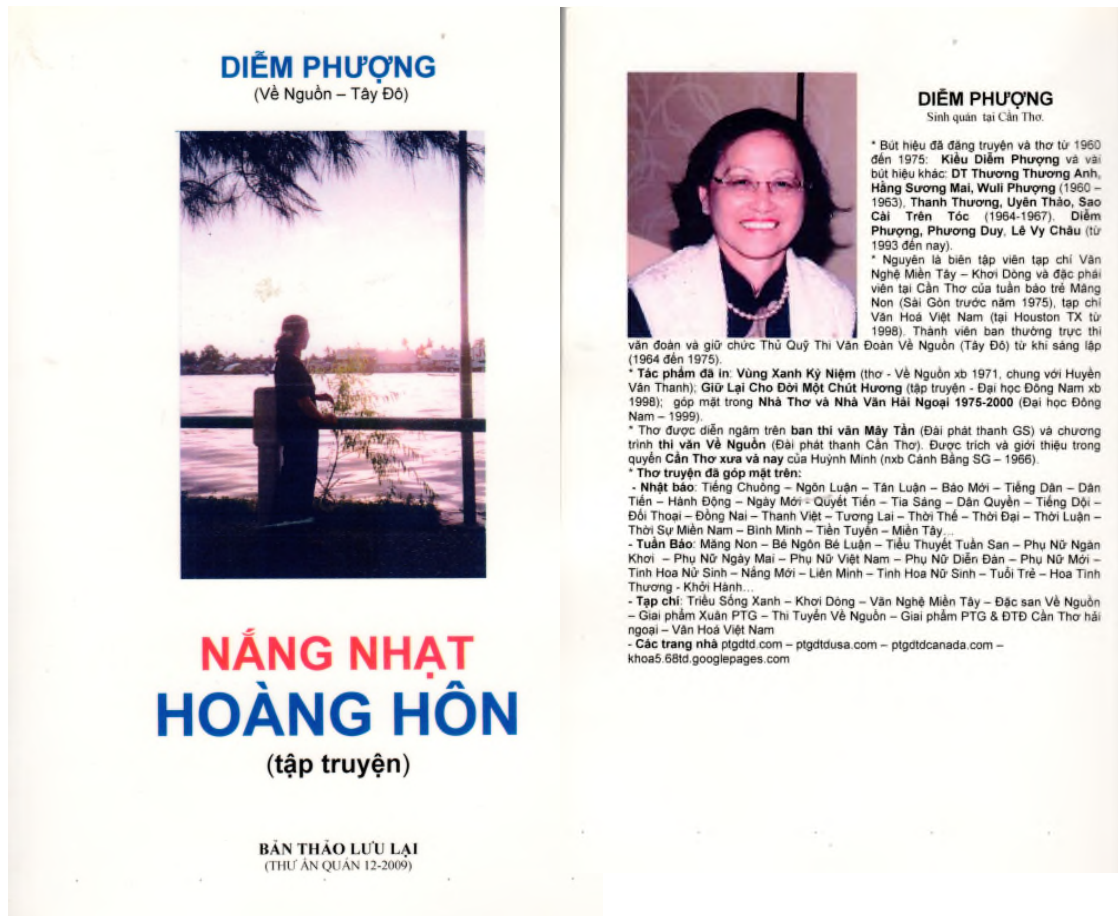 DIỄM PHƯỢNG
(Về Nguồn – Tây Đô)
NẮNG NHẠT
HOÀNG HÔN
(tập truyện)
BẢN THẢO LƯU LẠI
(THƯ ẤN QUÁN 12-2009)
DIỄM PHƯỢNG
Sinh quán tại Cần Thơ.
* Bút hiệu đã đăng truyện và thơ từ 1960
đến 1975: Kiều Diễm Phượng và vài
bút hiệu khác: DT Thương Thương Anh,
Hằng Sương Mai, Wuli Phượng (1960 –
1963), Thanh Thương, Uyên Thảo, Sao
Cài Trên Tóc (1964-1967). Diễm
Phượng, Phương Duy, Lê Vy Châu (từ
1993 đến nay).
* Nguyên là biên tập viên tạp chí Văn
Nghệ Miền Tây – Khơi Dòng và đặc phái
viên tại Cần Thơ của tuần báo trẻ Măng
Non (Sài Gòn trước năm 1975), tạp chí
Văn Hoá Việt Nam (tại Houston TX từ
1998). Thành viên ban thường trực thi
văn đoàn và giữ chức Thủ Quỹ Thi Văn Đoàn Về Nguồn (Tây Đô) từ khi sáng lập
(1964 đến 1975).
* Tác phẩm đã in: Vùng Xanh Kỷ Niệm (thơ - Về Nguồn xb 1971, chung với Huyền
Vân Thanh); Giữ Lại Cho Đời Một Chút Hương (tập truyện - Đại học Đông Nam xb
1998); góp mặt trong Nhà Thơ và Nhà Văn Hải Ngoại 1975-2000 (Đại học Đông
Nam – 1999).
* Thơ được diễn ngâm trên ban thi văn Mây Tần (Đài phát thanh GS) và chương
trình thi văn Về Nguồn (Đài phát thanh Cần Thơ). Được trích và giới thiệu trong
quyển Cần Thơ xưa và nay của Huỳnh Minh (nxb Cánh Bằng SG – 1966).
* Thơ truyện đã góp mặt trên:
- Nhật báo: Tiếng Chuông – Ngôn Luận – Tân Luận – Báo Mới – Tiếng Dân – Dân
Tiến – Hành Động – Ngày Mới - Quyết Tiến – Tia Sáng – Dân Quyền – Tiếng Dội –
Đối Thoại – Đồng Nai – Thanh Việt – Tương Lai – Thời Thế – Thời Đại – Thời Luận –
Thời Sự Miền Nam – Bình Minh – Tiền Tuyến – Miền Tây…
- Tuần Báo: Măng Non – Bé Ngôn Bé Luận – Tiểu Thuyết Tuần San – Phụ Nữ Ngàn
Khơi – Phụ Nữ Ngày Mai – Phụ Nữ Việt Nam – Phụ Nữ Diễn Đàn – Phụ Nữ Mới –
Tinh Hoa Nữ Sinh – Nắng Mới – Liên Minh – Tinh Hoa Nữ Sinh – Tuổi Trẻ – Hoa Tình
Thương - Khởi Hành…
- Tạp chí: Triều Sống Xanh – Khơi Dòng – Văn Nghệ Miền Tây – Đặc san Về Nguồn
– Giai phẩm Xuân PTG – Thi Tuyển Về Nguồn – Giai phẩm PTG & ĐTĐ Cần Thơ hải
ngoại – Văn Hoá Việt Nam
- Các trang nhà ptgdtd.com – ptgdtdusa.com – ptgdtdcanada.com –
khoa5.68td.googlepages.com